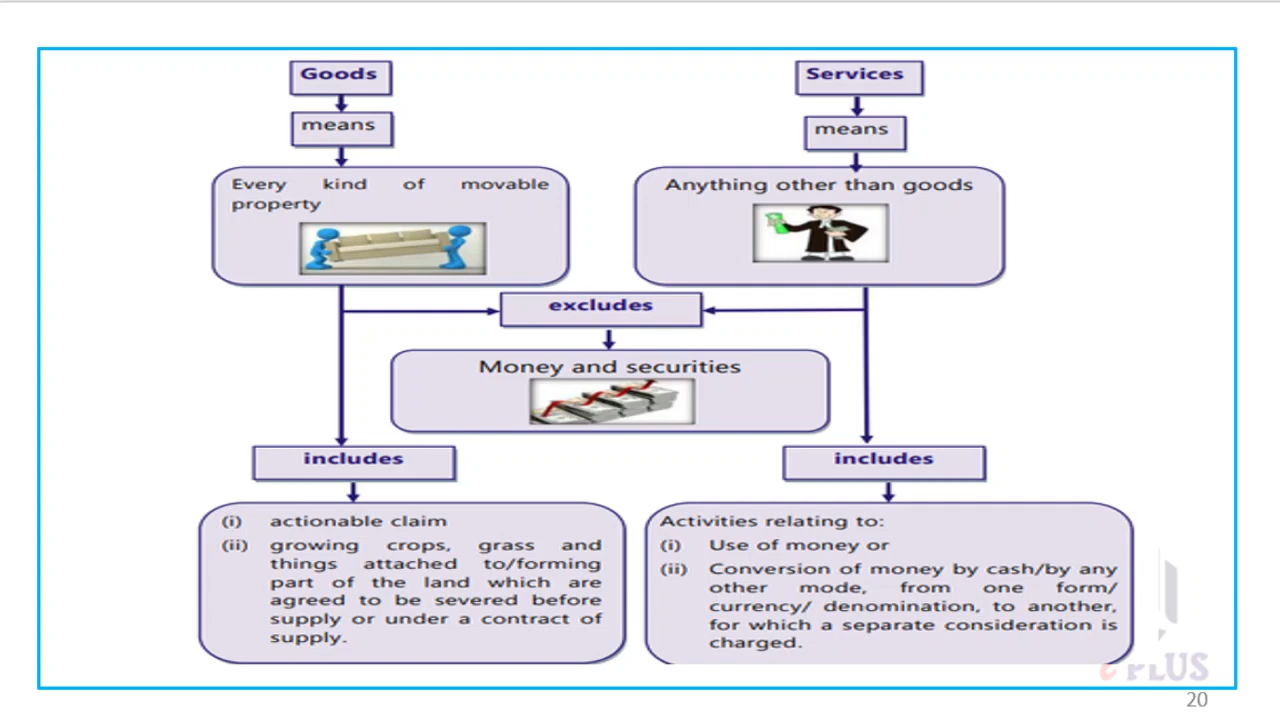 Goods
means
Every kind of movable
property
Services
means
Anything other than goods
excludes
Money and securities
includes
(i) actionable claim
(ii) growing crops, grass and
things attached to/forming
part of the land which are
agreed to be severed before
supply or under a contract of
supply.
includes
Activities relating to:
(i) Use of money or
(ii) Conversion of money by cash/by any
other mode, from one form/
currency/ denomination, to another,
for which a separate consideration is
charged.
PLUS
20